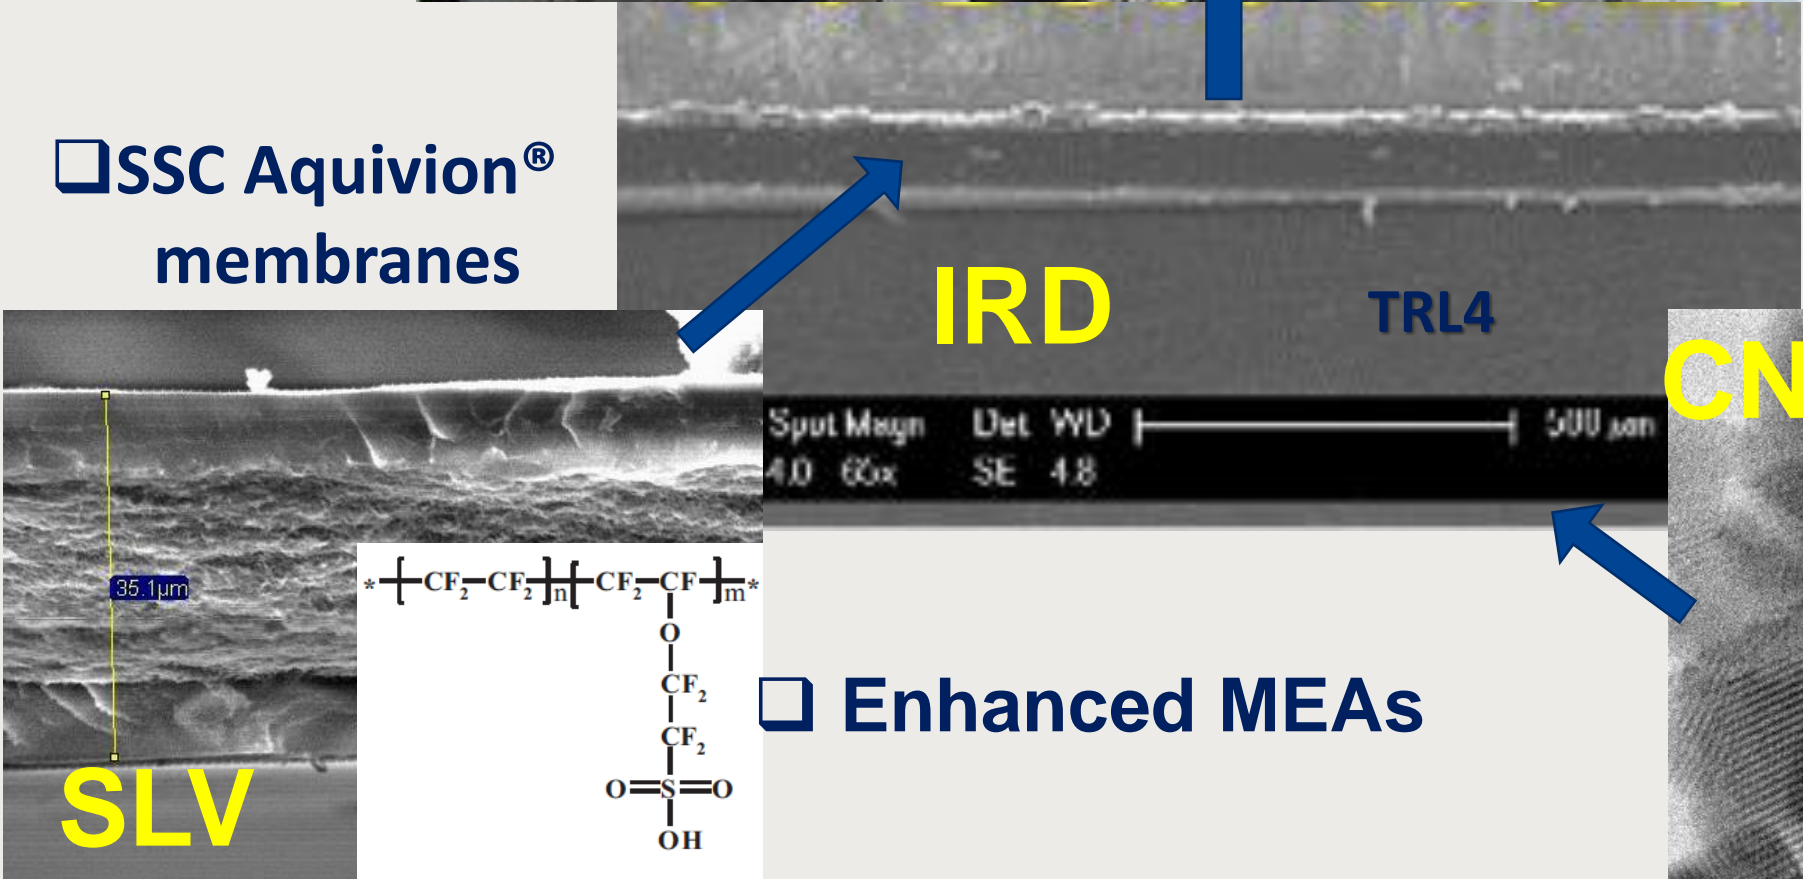 ❑SSC Aquivion®
membranes
IRD
TRL4
CN
Spot Magn Det WD 500 µm
4.0 65x SE 4.8
35.1µm
*-[CF2-CF2]n[CF2-CF]m-*
O
CF2
CF2
O=S=O
OH
❑ Enhanced MEAs
SLV